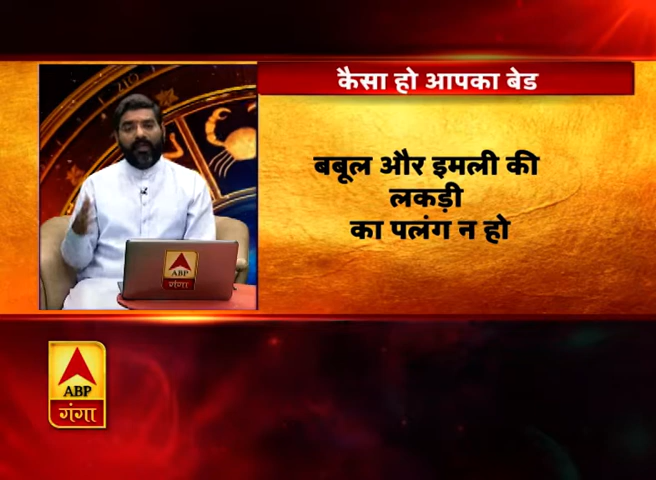 कैसा हो आपका बेड
बबूल और इमली की
लकड़ी
का पलंग न हो
ABP
गंगा
ABP
गंगा